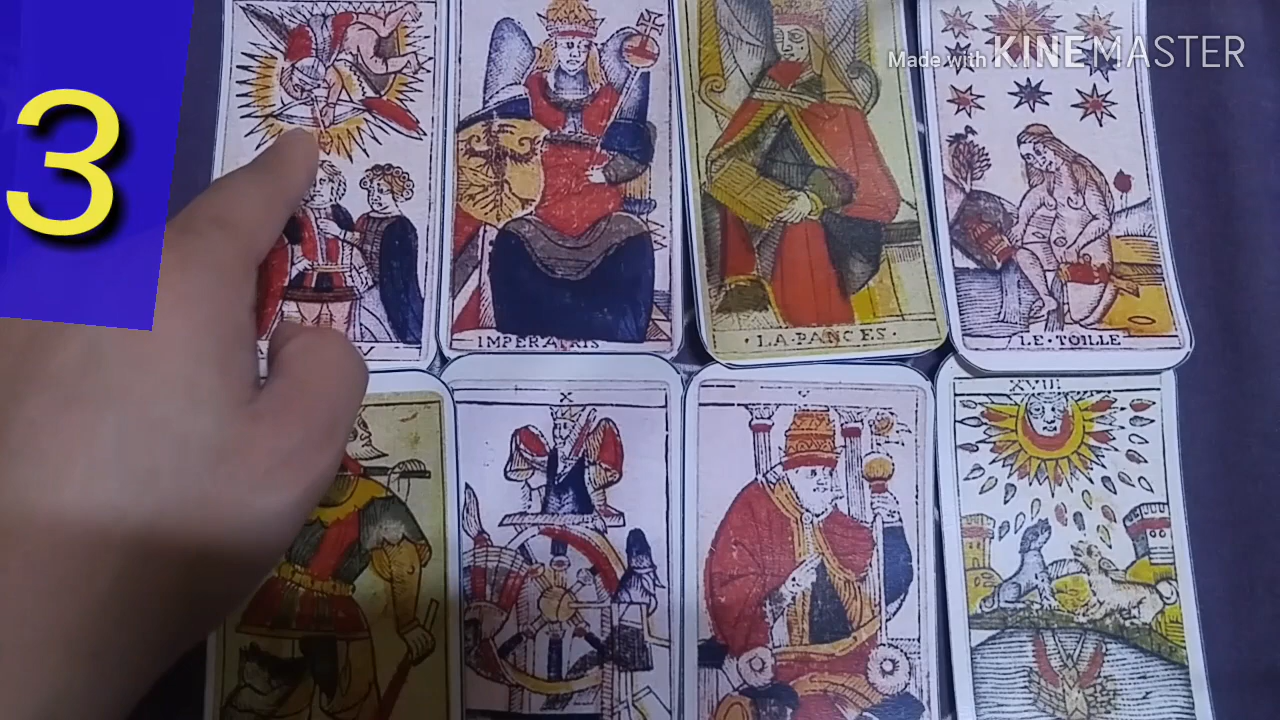 Made with KINEMASTER
3
V
IMPERATRIS
·LA·PANCES·
LE·TOILLE
X
V
XVIII